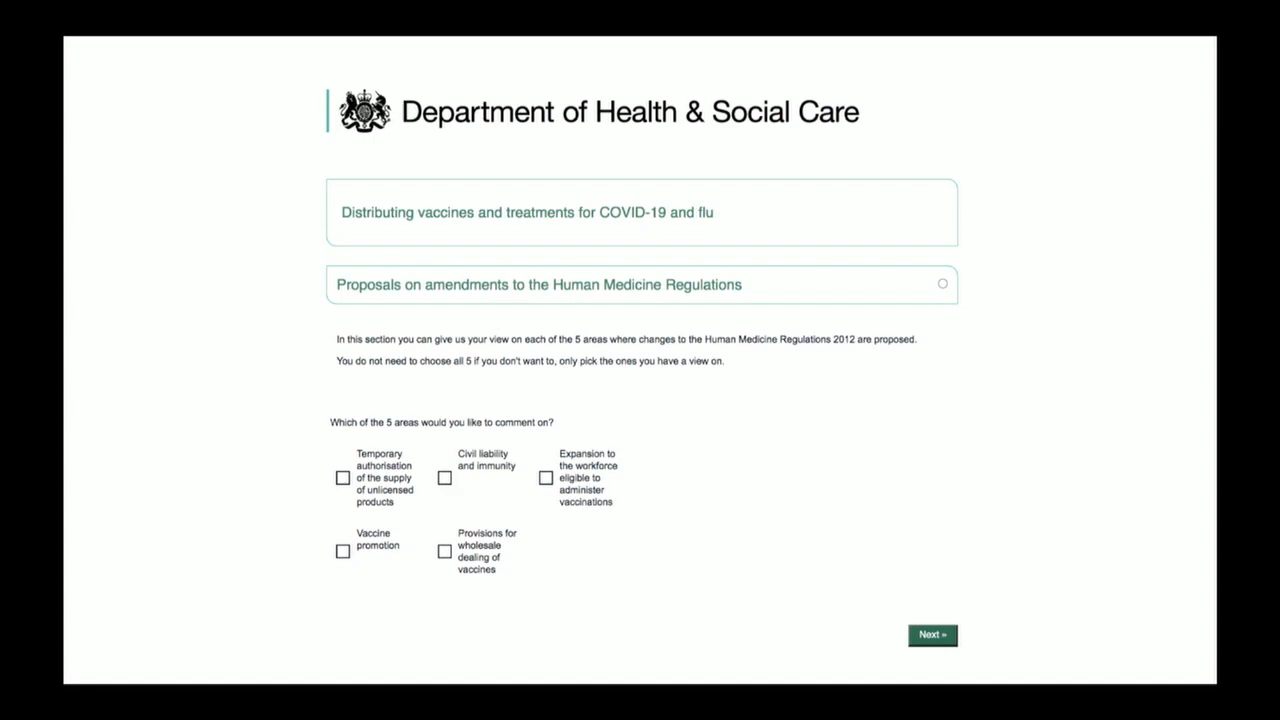 Department of Health & Social Care
Distributing vaccines and treatments for COVID-19 and flu
Proposals on amendments to the Human Medicine Regulations
In this section you can give us your view on each of the 5 areas where changes to the Human Medicine Regulations 2012 are proposed.
You do not need to choose all 5 if you don't want to, only pick the ones you have a view on.
Which of the 5 areas would you like to comment on?
Temporary
authorisation
of the supply
of unlicensed
products
Civil liability
and immunity
Expansion to
the workforce
eligible to
administer
vaccinations
Vaccine
promotion
Provisions for
wholesale
dealing of
vaccines
Next »